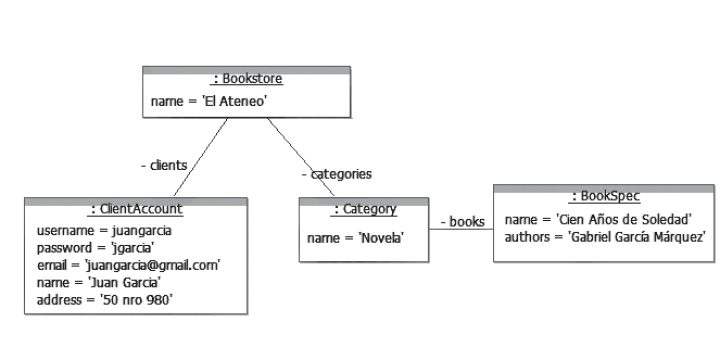 : Bookstore
name = 'El Ateneo'
- clients
- categories
: ClientAccount
username = juangarcia
password = 'jgarcia'
email = 'juangarcia@gmail.com'
name = 'Juan Garcia'
address = '50 nro 980'
: Category
name = 'Novela'
- books
: BookSpec
name = 'Cien Años de Soledad'
authors = 'Gabriel García Márquez'